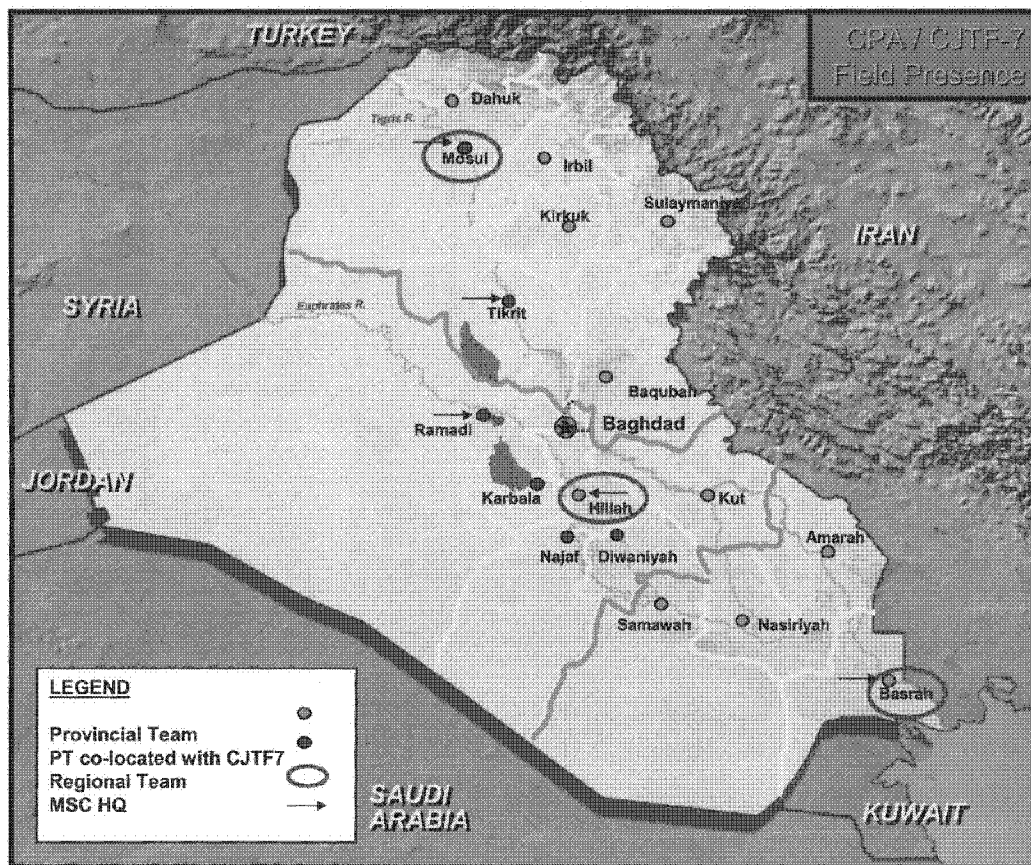 TURKEY
CPA / CJTF-7
Field Presence
Dahuk
Tigris R.
Mosul
Irbil
Sulaymaniya
Kirkuk
IRAN
SYRIA
Euphrates R.
Tikrit
Baqubah
Baghdad
Ramadi
JORDAN
Karbala
Hillah
Kut
Najaf
Diwaniyah
Amarah
Samawah
Nasiriyah
Basrah
LEGEND
Provincial Team
PT co-located with CJTF7
Regional Team
MSC HQ
SAUDI
ARABIA
KUWAIT